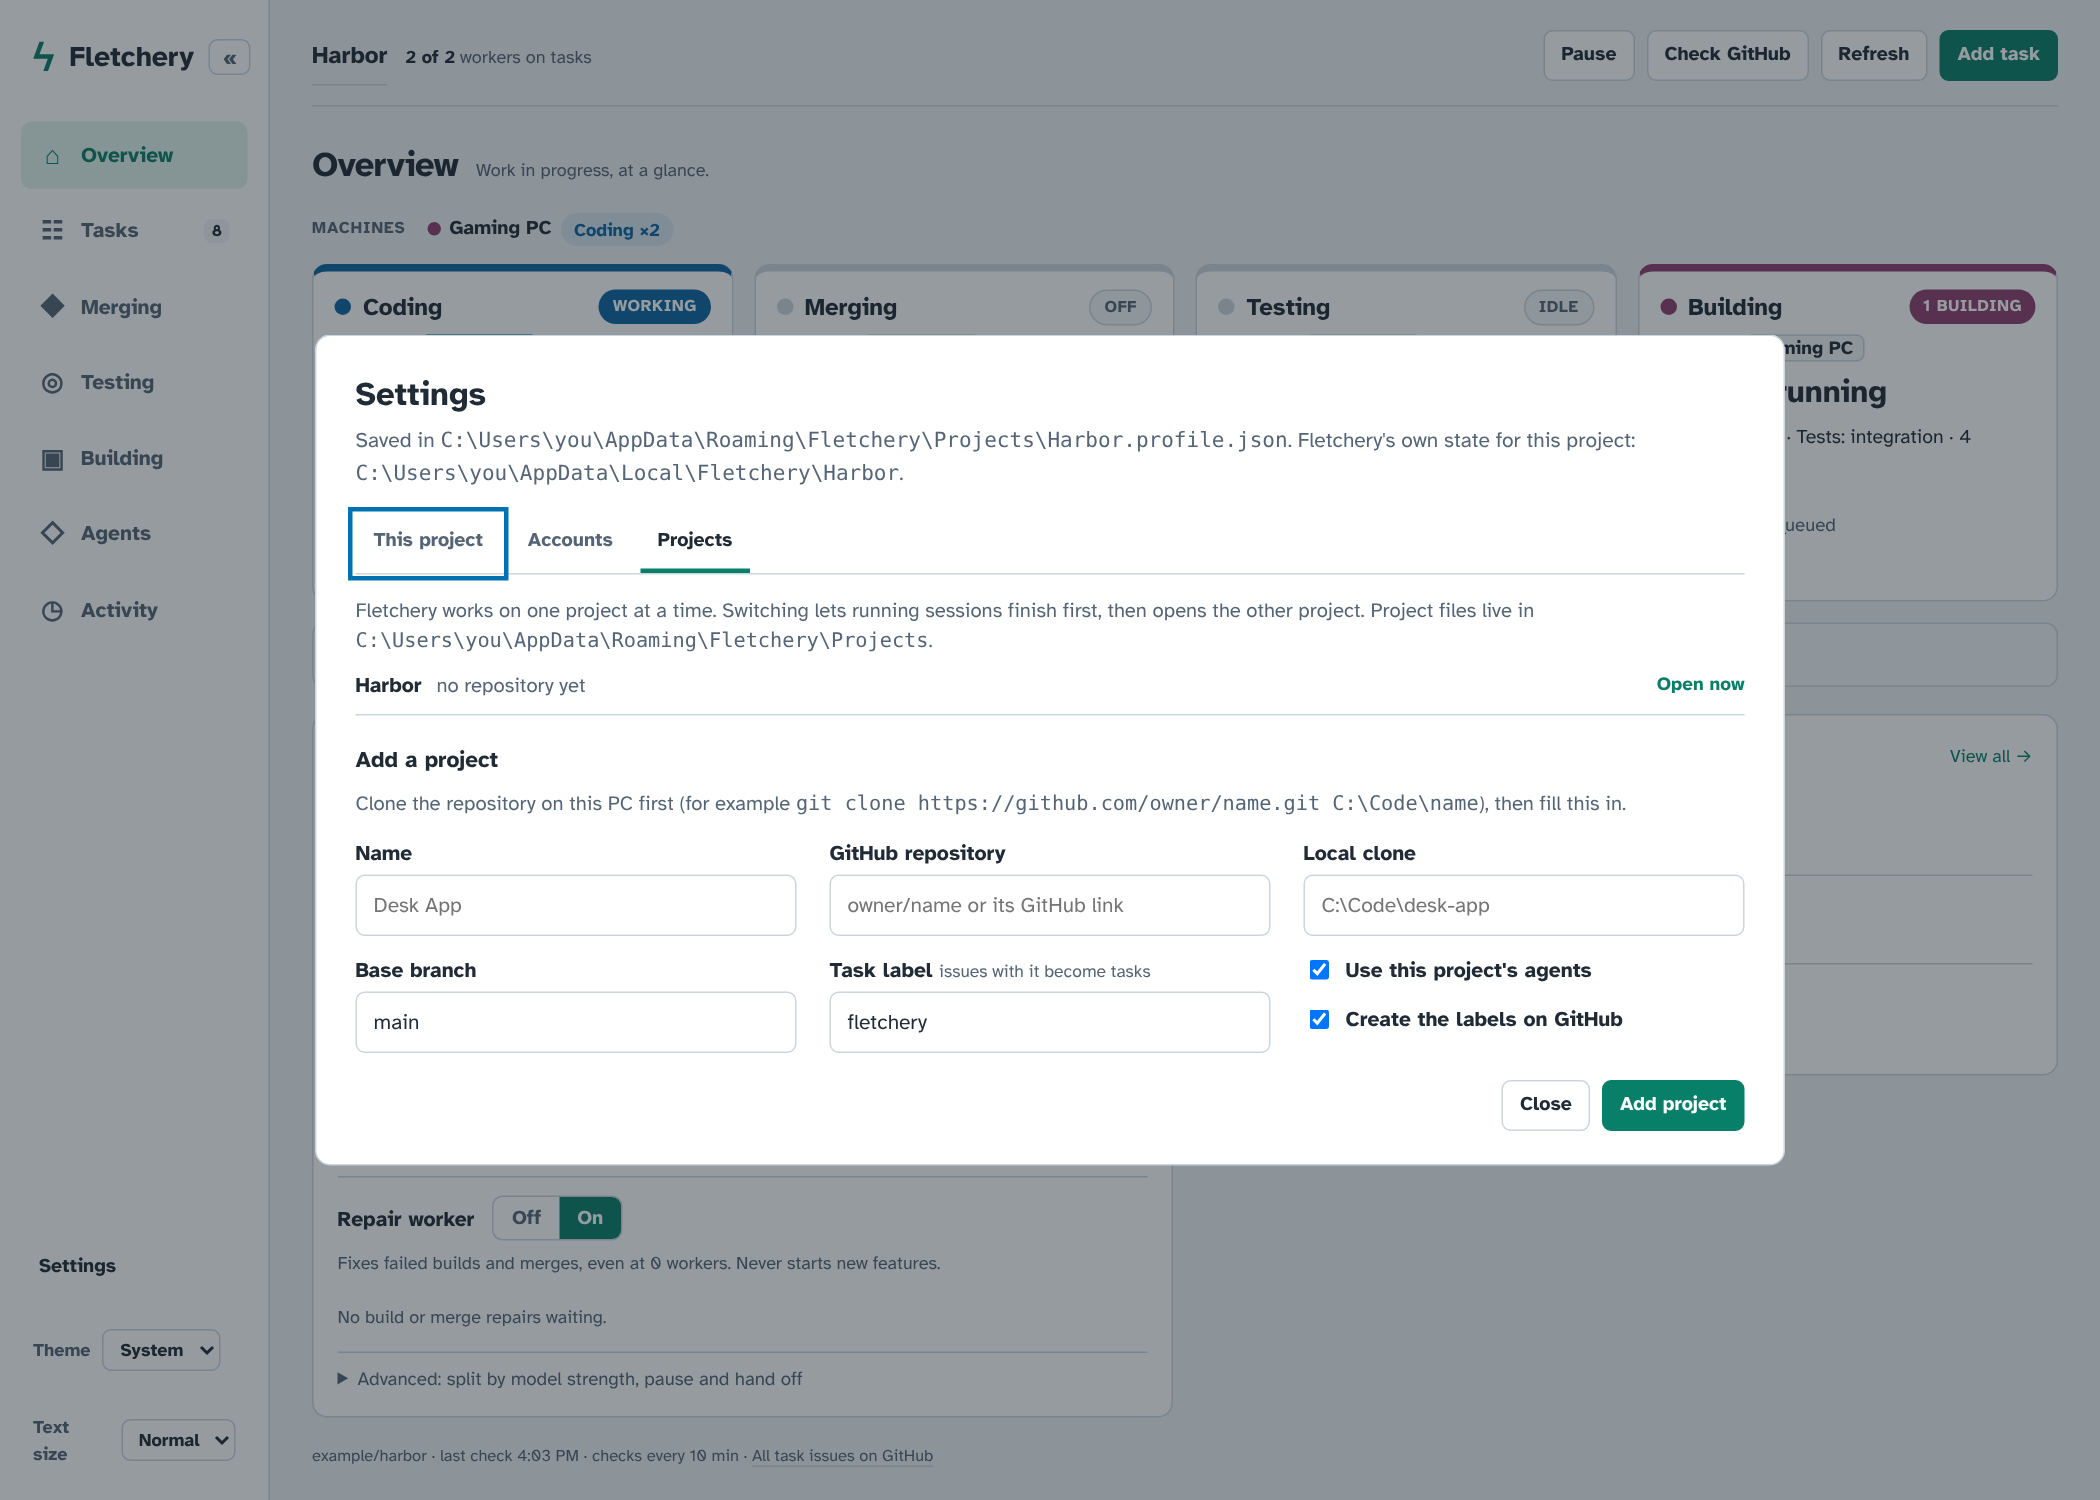 Fletchery «
Overview
Tasks 8
Merging
Testing
Building
Agents
Activity
Settings
Theme System
Text size Normal
Harbor 2 of 2 workers on tasks
Pause Check GitHub Refresh Add task
Overview Work in progress, at a glance.
MACHINES Gaming PC Coding ×2
Coding WORKING
Merging OFF
Testing IDLE
Building 1 BUILDING
PC
· Tests: integration · 4
View all →
Settings
Saved in C:\Users\you\AppData\Roaming\Fletchery\Projects\Harbor.profile.json. Fletchery's own state for this project:
C:\Users\you\AppData\Local\Fletchery\Harbor.
This project Accounts Projects
Fletchery works on one project at a time. Switching lets running sessions finish first, then opens the other project. Project files live in
C:\Users\you\AppData\Roaming\Fletchery\Projects.
Harbor no repository yet Open now
Add a project
Clone the repository on this PC first (for example git clone https://github.com/owner/name.git C:\Code\name), then fill this in.
Name GitHub repository Local clone
Desk App owner/name or its GitHub link C:\Code\desk-app
Base branch Task label issues with it become tasks Use this project's agents
main fletchery Create the labels on GitHub
Close Add project
Repair worker Off On
Fixes failed builds and merges, even at 0 workers. Never starts new features.
No build or merge repairs waiting.
Advanced: split by model strength, pause and hand off
example/harbor · last check 4:03 PM · checks every 10 min · All task issues on GitHub